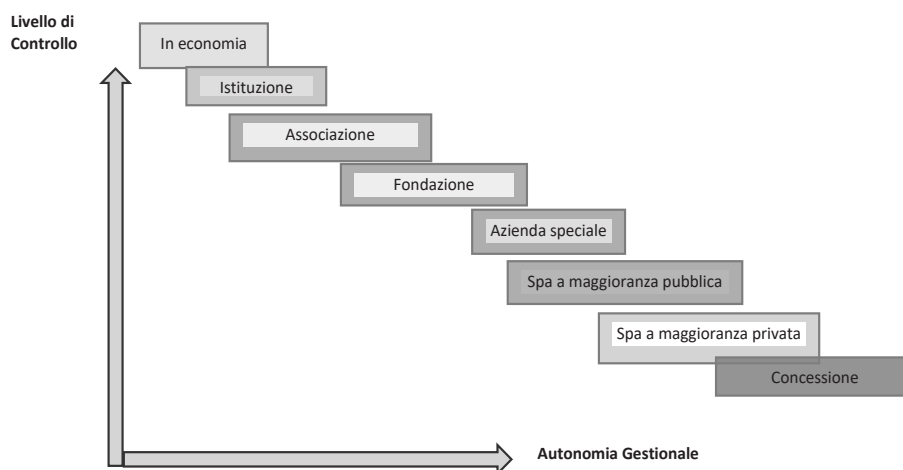 Livello di
Controllo
In economia
Istituzione
Associazione
Fondazione
Azienda speciale
Spa a maggioranza pubblica
Spa a maggioranza privata
Concessione
Autonomia Gestionale